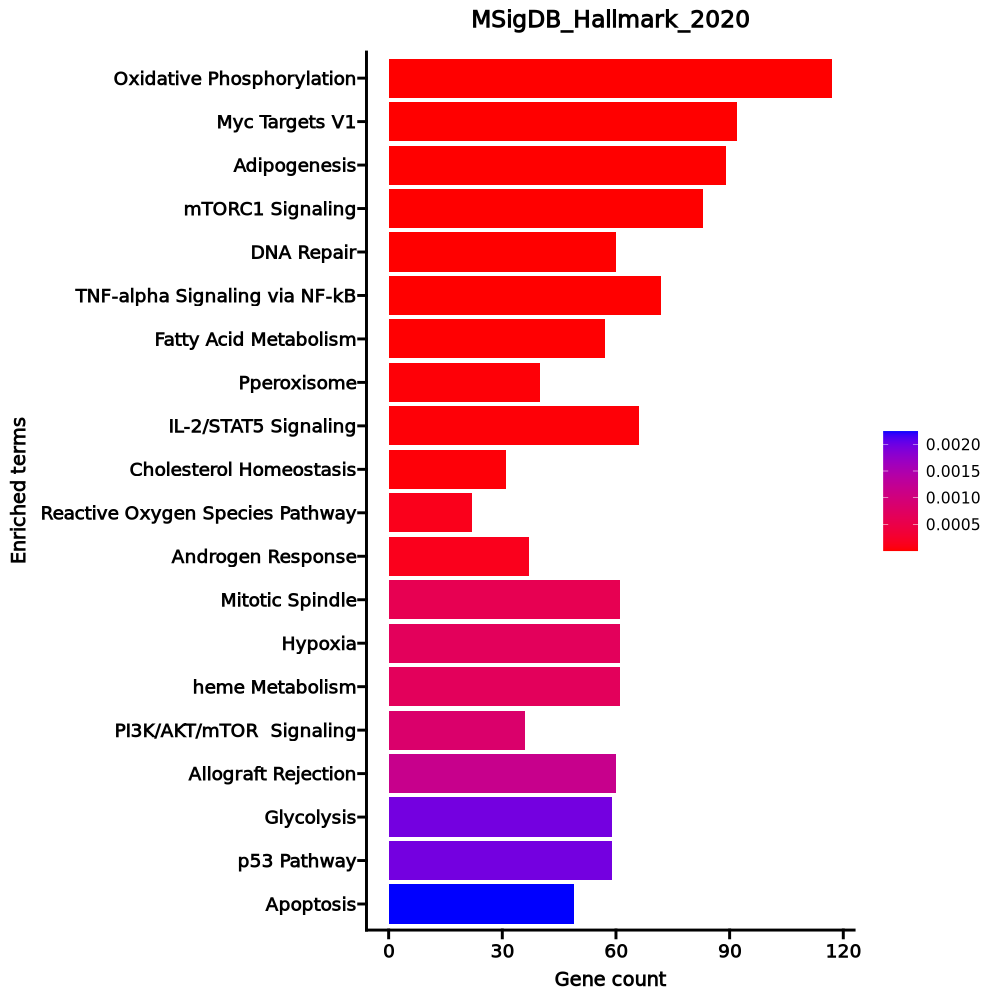 MSigDB_Hallmark_2020
Oxidative Phosphorylation
Myc Targets V1
Adipogenesis
mTORC1 Signaling
DNA Repair
TNF-alpha Signaling via NF-kB
Fatty Acid Metabolism
Pperoxisome
IL-2/STAT5 Signaling
Cholesterol Homeostasis
Reactive Oxygen Species Pathway
Androgen Response
Mitotic Spindle
Hypoxia
heme Metabolism
PI3K/AKT/mTOR  Signaling
Allograft Rejection
Glycolysis
p53 Pathway
Apoptosis
Enriched terms
0 30 60 90 120
Gene count
0.0020
0.0015
0.0010
0.0005